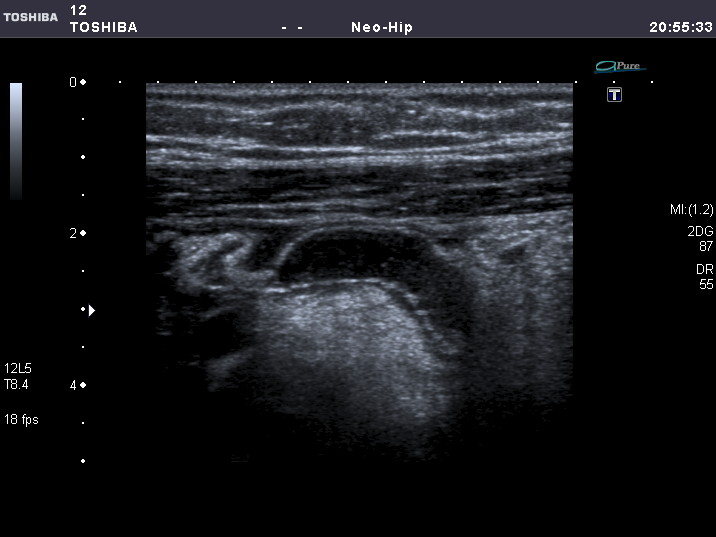 TOSHIBA
12
TOSHIBA - - Neo-Hip 20:55:33
aPure
T
0
2
4
MI:(1.2)
2DG
87
DR
55
12L5
T8.4
18 fps